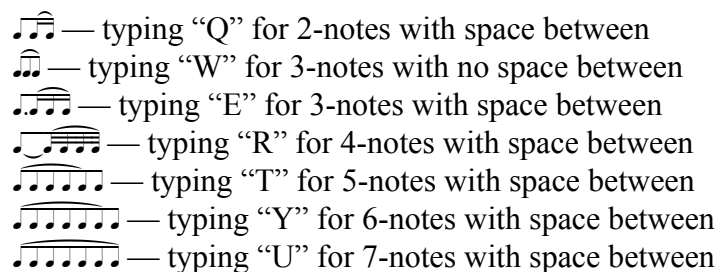 — typing “Q” for 2-notes with space between
— typing “W” for 3-notes with no space between
— typing “E” for 3-notes with space between
— typing “R” for 4-notes with space between
— typing “T” for 5-notes with space between
— typing “Y” for 6-notes with space between
— typing “U” for 7-notes with space between